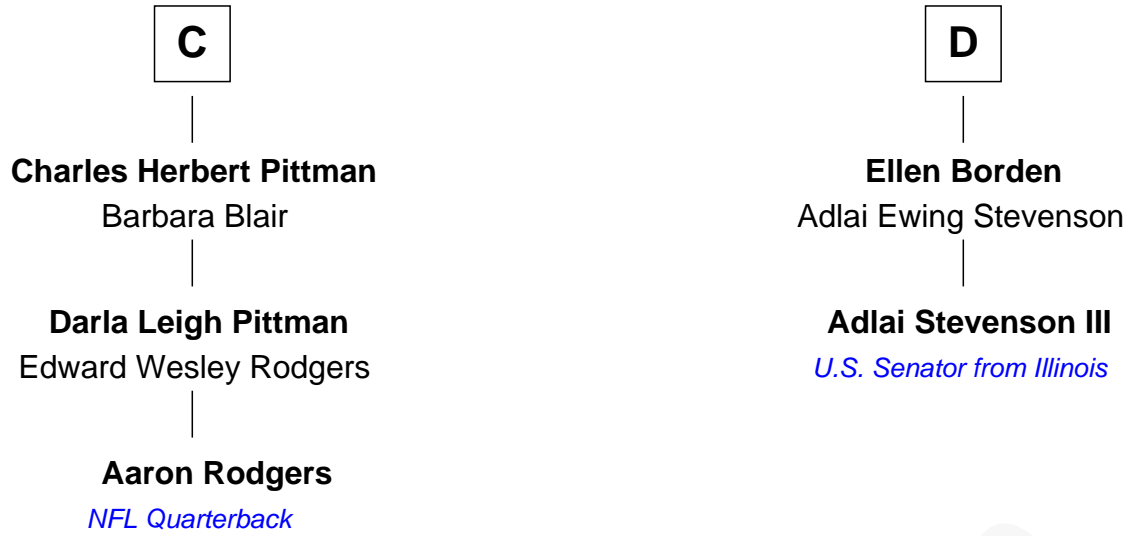 C
Charles Herbert Pittman
Barbara Blair
Darla Leigh Pittman
Edward Wesley Rodgers
Aaron Rodgers
NFL Quarterback
D
Ellen Borden
Adlai Ewing Stevenson
Adlai Stevenson III
U.S. Senator from Illinois